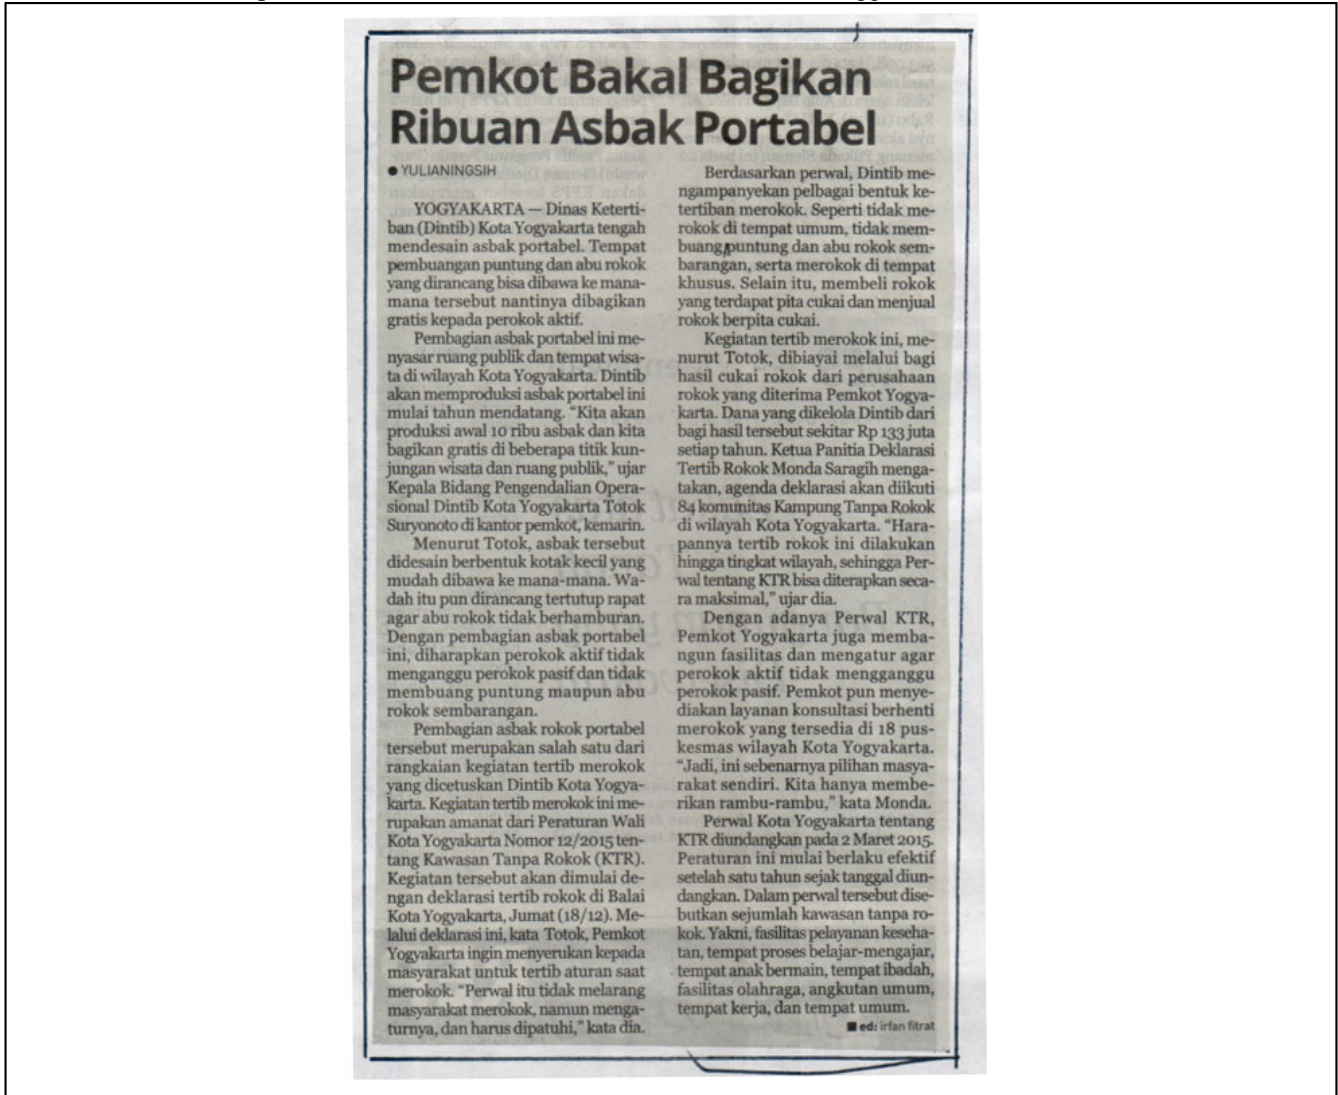 Pemkot Bakal Bagikan
Ribuan Asbak Portabel
● YULIANINGSIH
YOGYAKARTA — Dinas Keterti-
ban (Dintib) Kota Yogyakarta tengah
mendesain asbak portabel. Tempat
pembuangan puntung dan abu rokok
yang dirancang bisa dibawa ke mana-
mana tersebut nantinya dibagikan
gratis kepada perokok aktif.
Pembagian asbak portabel ini me-
nyasar ruang publik dan tempat wisa-
ta di wilayah Kota Yogyakarta. Dintib
akan memproduksi asbak portabel ini
mulai tahun mendatang. “Kita akan
produksi awal 10 ribu asbak dan kita
bagikan gratis di beberapa titik kun-
jungan wisata dan ruang publik,” ujar
Kepala Bidang Pengendalian Opera-
sional Dintib Kota Yogyakarta Totok
Suryonoto di kantor pemkot, kemarin.
Menurut Totok, asbak tersebut
didesain berbentuk kotak kecil yang
mudah dibawa ke mana-mana. Wa-
dah itu pun dirancang tertutup rapat
agar abu rokok tidak berhamburan.
Dengan pembagian asbak portabel
ini, diharapkan perokok aktif tidak
menganggu perokok pasif dan tidak
membuang puntung maupun abu
rokok sembarangan.
Pembagian asbak rokok portabel
tersebut merupakan salah satu dari
rangkaian kegiatan tertib merokok
yang dicetuskan Dintib Kota Yogya-
karta. Kegiatan tertib merokok ini me-
rupakan amanat dari Peraturan Wali
Kota Yogyakarta Nomor 12/2015 ten-
tang Kawasan Tanpa Rokok (KTR).
Kegiatan tersebut akan dimulai de-
ngan deklarasi tertib rokok di Balai
Kota Yogyakarta, Jumat (18/12). Me-
lalui deklarasi ini, kata Totok, Pemkot
Yogyakarta ingin menyerukan kepada
masyarakat untuk tertib aturan saat
merokok. “Perwal itu tidak melarang
masyarakat merokok, namun menga-
turnya, dan harus dipatuhi,” kata dia.
Berdasarkan perwal, Dintib me-
ngampanyekan pelbagai bentuk ke-
tertiban merokok. Seperti tidak me-
rokok di tempat umum, tidak mem-
buang puntung dan abu rokok sem-
barangan, serta merokok di tempat
khusus. Selain itu, membeli rokok
yang terdapat pita cukai dan menjual
rokok berpita cukai.
Kegiatan tertib merokok ini, me-
nurut Totok, dibiayai melalui bagi
hasil cukai rokok dari perusahaan
rokok yang diterima Pemkot Yogya-
karta. Dana yang dikelola Dintib dari
bagi hasil tersebut sekitar Rp 133 juta
setiap tahun. Ketua Panitia Deklarasi
Tertib Rokok Monda Saragih menga-
takan, agenda deklarasi akan diikuti
84 komunitas Kampung Tanpa Rokok
di wilayah Kota Yogyakarta. “Hara-
pannya tertib rokok ini dilakukan
hingga tingkat wilayah, sehingga Per-
wal tentang KTR bisa diterapkan seca-
ra maksimal,” ujar dia.
Dengan adanya Perwal KTR,
Pemkot Yogyakarta juga memba-
ngun fasilitas dan mengatur agar
perokok aktif tidak mengganggu
perokok pasif. Pemkot pun menye-
diakan layanan konsultasi berhenti
merokok yang tersedia di 18 pus-
kesmas wilayah Kota Yogyakarta.
“Jadi, ini sebenarnya pilihan masya-
rakat sendiri. Kita hanya membe-
rikan rambu-rambu,” kata Monda.
Perwal Kota Yogyakarta tentang
KTR diundangkan pada 2 Maret 2015.
Peraturan ini mulai berlaku efektif
setelah satu tahun sejak tanggal diun-
dangkan. Dalam perwal tersebut dise-
butkan sejumlah kawasan tanpa ro-
kok. Yakni, fasilitas pelayanan keseha-
tan, tempat proses belajar-mengajar,
tempat anak bermain, tempat ibadah,
fasilitas olahraga, angkutan umum,
tempat kerja, dan tempat umum.
■ ed: irfan fitrat